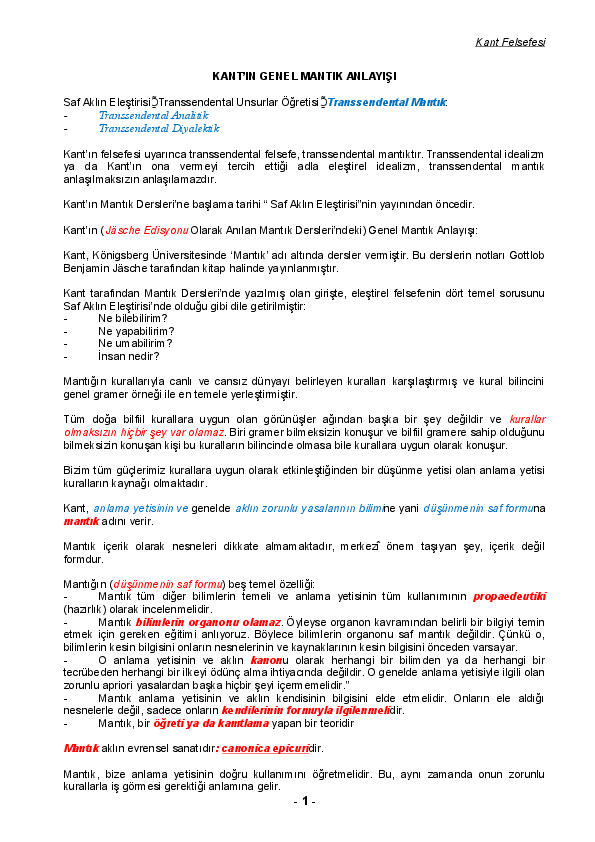 Kant Felsefesi
KANT'IN GENEL MANTIK ANLAYIŞI
Saf Aklın Eleştirisi Transsendental Unsurlar Öğretisi Transsendental Mantık:
- Transsendental Analitik
- Transsendental Diyalektik
Kant'ın felsefesi uyarınca transsendental felsefe, transsendental mantıktır. Transsendental idealizm
ya da Kant'ın ona vermeyi tercih ettiği adla eleştirel idealizm, transsendental mantık
anlaşılmaksızın anlaşılamazdır.
Kant'ın Mantık Dersleri'ne başlama tarihi " Saf Aklın Eleştirisi"nin yayınından öncedir.
Kant'ın (Jäsche Edisyonu Olarak Anılan Mantık Dersleri'ndeki) Genel Mantık Anlayışı:
Kant, Königsberg Üniversitesinde 'Mantık' adı altında dersler vermiştir. Bu derslerin notları Gottlob
Benjamin Jäsche tarafından kitap halinde yayınlanmıştır.
Kant tarafından Mantık Dersleri'nde yazılmış olan girişte, eleştirel felsefenin dört temel sorusunu
Saf Aklın Eleştirisi'nde olduğu gibi dile getirilmiştir:
- Ne bilebilirim?
- Ne yapabilirim?
- Ne umabilirim?
- İnsan nedir?
Mantığın kurallarıyla canlı ve cansız dünyayı belirleyen kuralları karşılaştırmış ve kural bilincini
genel gramer örneği ile en temele yerleştirmiştir.
Tüm doğa bilfiil kurallara uygun olan görünüşler ağından başka bir şey değildir ve kurallar
olmaksızın hiçbir şey var olamaz. Biri gramer bilmeksizin konuşur ve bilfiil gramere sahip olduğunu
bilmeksizin konuşan kişi bu kuralların bilincinde olmasa bile kurallara uygun olarak konuşur.
Bizim tüm güçlerimiz kurallara uygun olarak etkinleştiğinden bir düşünme yetisi olan anlama yetisi
kuralların kaynağı olmaktadır.
Kant, anlama yetisinin ve genelde aklın zorunlu yasalarının bilimine yani düşünmenin saf formuna
mantık adını verir.
Mantık içerik olarak nesneleri dikkate almamaktadır, merkezî önem taşıyan şey, içerik değil
formdur.
Mantığın (düşünmenin saf formu) beş temel özelliği:
- Mantık tüm diğer bilimlerin temeli ve anlama yetisinin tüm kullanımının propaedeutiki
(hazırlık) olarak incelenmelidir.
- Mantık bilimlerin organonu olamaz. Öyleyse organon kavramından belirli bir bilgiyi temin
etmek için gereken eğitimi anlıyoruz. Böylece bilimlerin organonu saf mantık değildir. Çünkü o,
bilimlerin kesin bilgisini onların nesnelerinin ve kaynaklarının kesin bilgisini önceden varsayar.
- O anlama yetisinin ve aklın kanonu olarak herhangi bir bilimden ya da herhangi bir
tecrübeden herhangi bir ilkeyi ödünç alma ihtiyacında değildir. O genelde anlama yetisiyle ilgili olan
zorunlu apriori yasalardan başka hiçbir şeyi içermemelidir."
- Mantık anlama yetisinin ve aklın kendisinin bilgisini elde etmelidir. Onların ele aldığı
nesnelerle değil, sadece onların kendilerinin formuyla ilgilenmelidir.
- Mantık, bir öğreti ya da kanıtlama yapan bir teoridir
Mantık aklın evrensel sanatıdır: canonica epicuridir.
Mantık, bize anlama yetisinin doğru kullanımını öğretmelidir. Bu, aynı zamanda onun zorunlu
kurallarla iş görmesi gerektiği anlamına gelir.
- 1 -